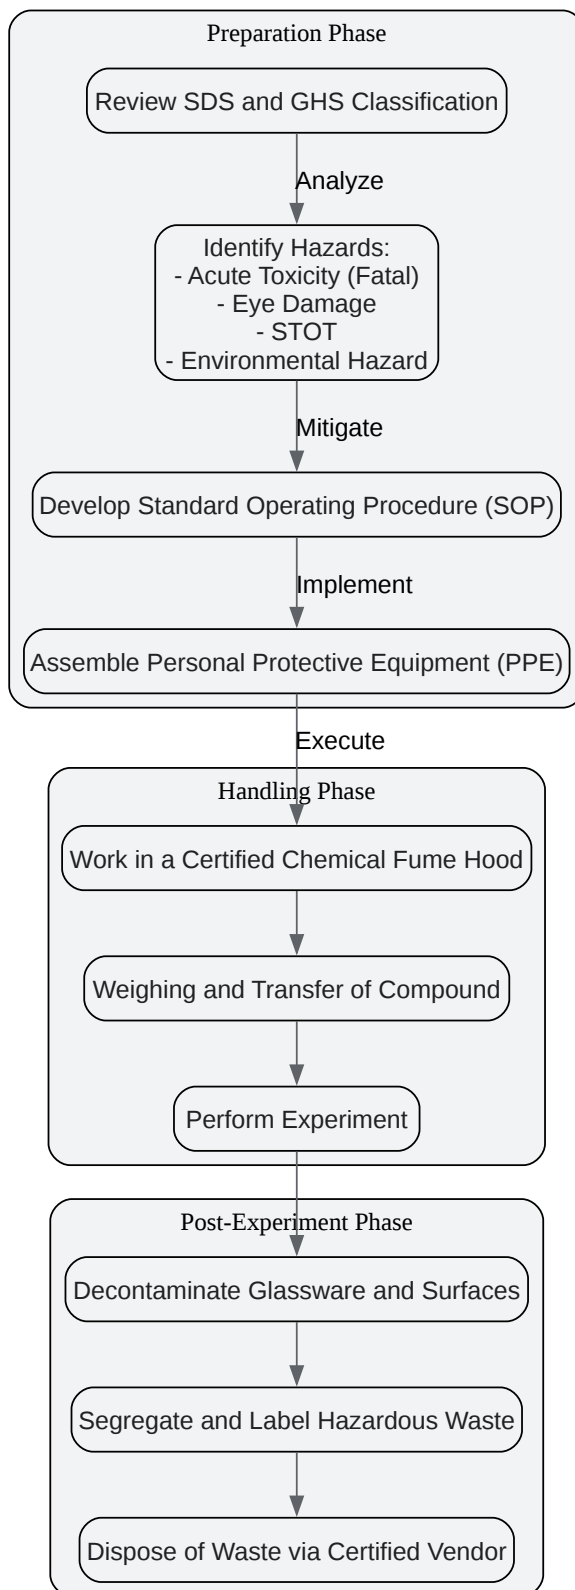 Preparation Phase
Review SDS and GHS Classification
Analyze
Identify Hazards:
- Acute Toxicity (Fatal)
- Eye Damage
- STOT
- Environmental Hazard
Mitigate
Develop Standard Operating Procedure (SOP)
Implement
Assemble Personal Protective Equipment (PPE)
Execute
Handling Phase
Work in a Certified Chemical Fume Hood
Weighing and Transfer of Compound
Perform Experiment
Post-Experiment Phase
Decontaminate Glassware and Surfaces
Segregate and Label Hazardous Waste
Dispose of Waste via Certified Vendor